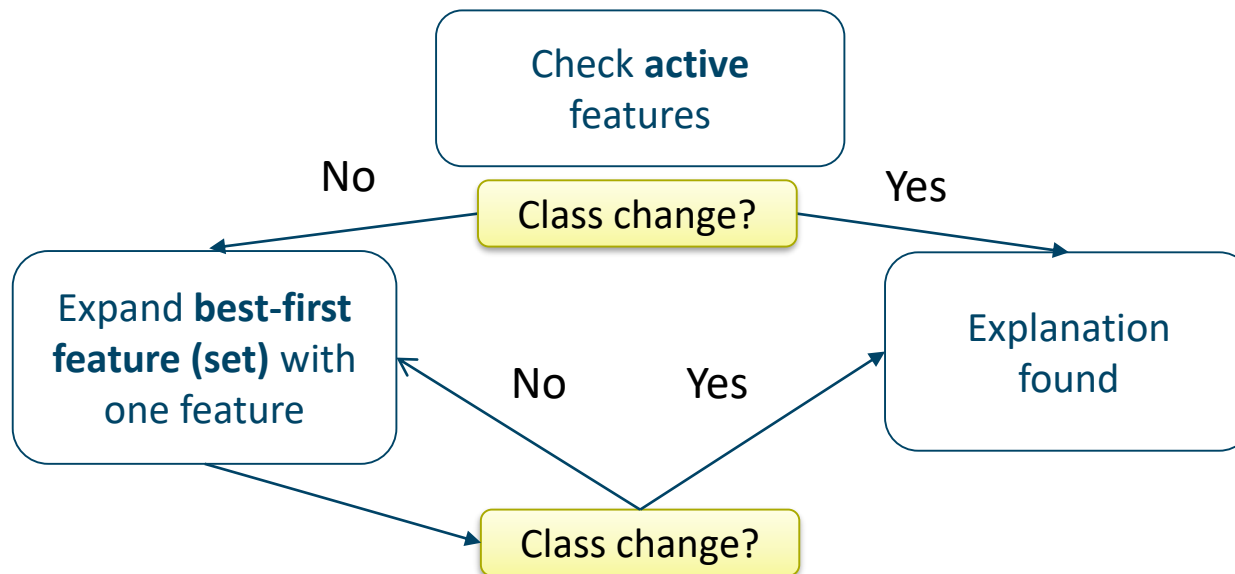 Check active
features
No
Class change?
Yes
Expand best-first
feature (set) with
one feature
Explanation
found
No
Yes
Class change?